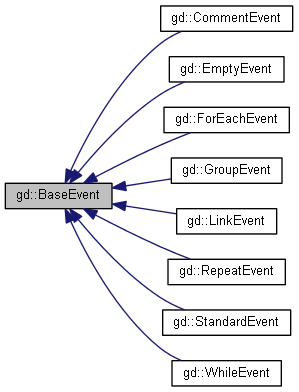 gd::CommentEvent
gd::EmptyEvent
gd::ForEachEvent
gd::GroupEvent
gd::BaseEvent
gd::LinkEvent
gd::RepeatEvent
gd::StandardEvent
gd::WhileEvent